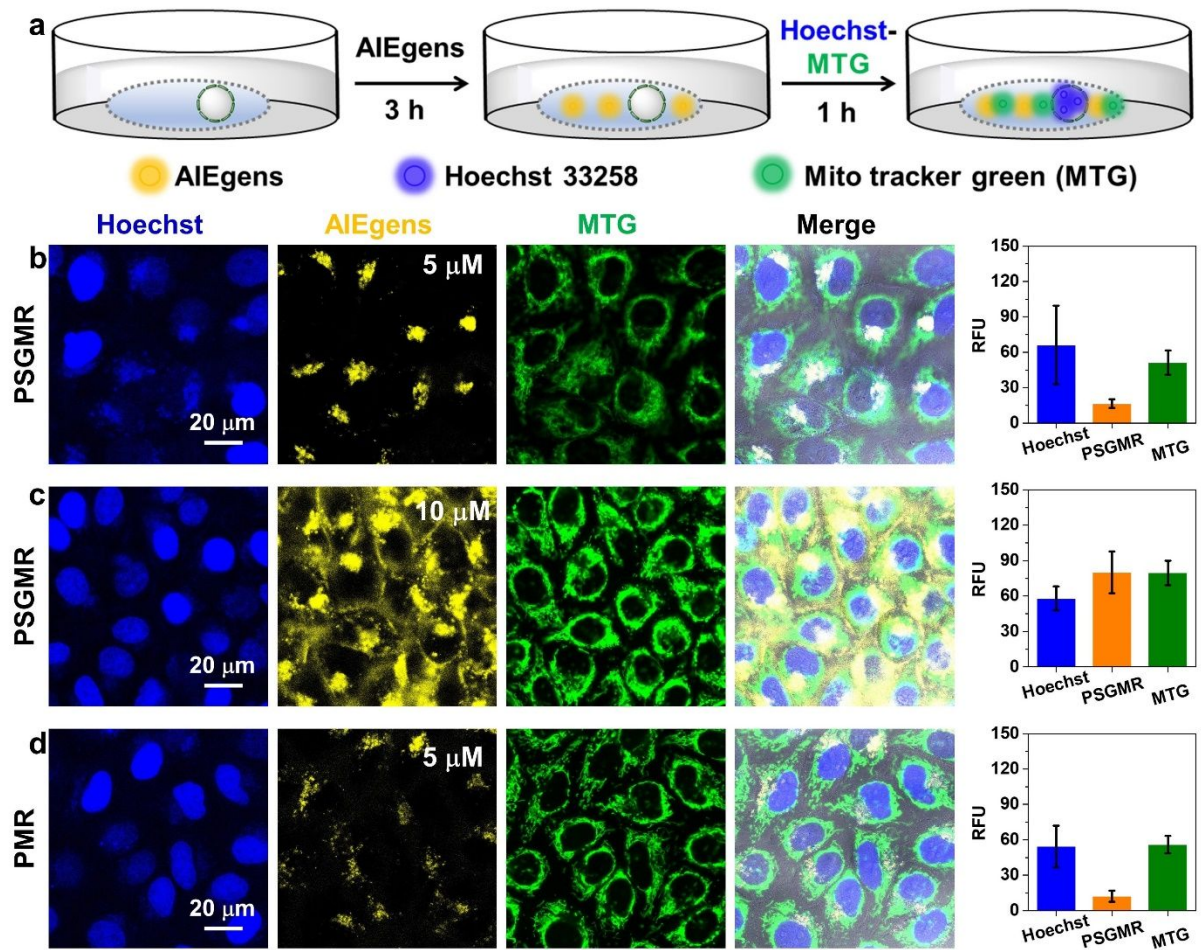 a
AIEgens
3 h
Hoechst-
MTG
1 h
AIEgens
Hoechst 33258
Mito tracker green (MTG)
Hoechst
AIEgens
MTG
Merge
b
PSGMR
20 μm
5 μM
RFU
150
120
90
60
30
0
Hoechst
PSGMR
MTG
c
PSGMR
20 μm
10 μM
RFU
150
120
90
60
30
0
Hoechst
PSGMR
MTG
d
PMR
20 μm
5 μM
RFU
150
120
90
60
30
0
Hoechst
PSGMR
MTG